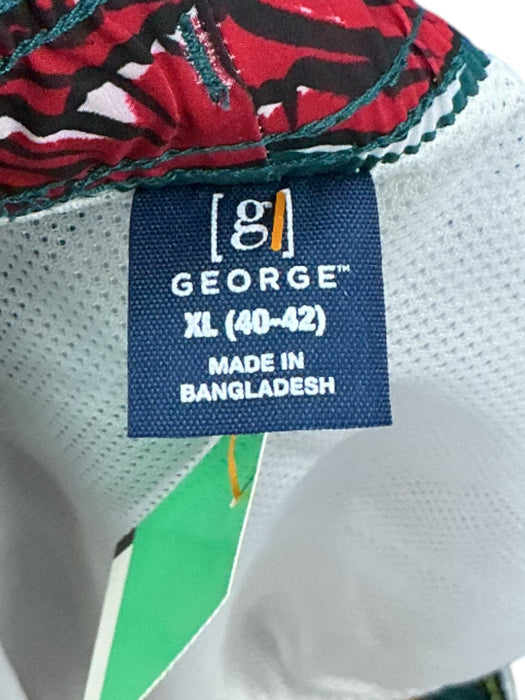 [g]
GEORGE™
XL (40-42)
MADE IN
BANGLADESH